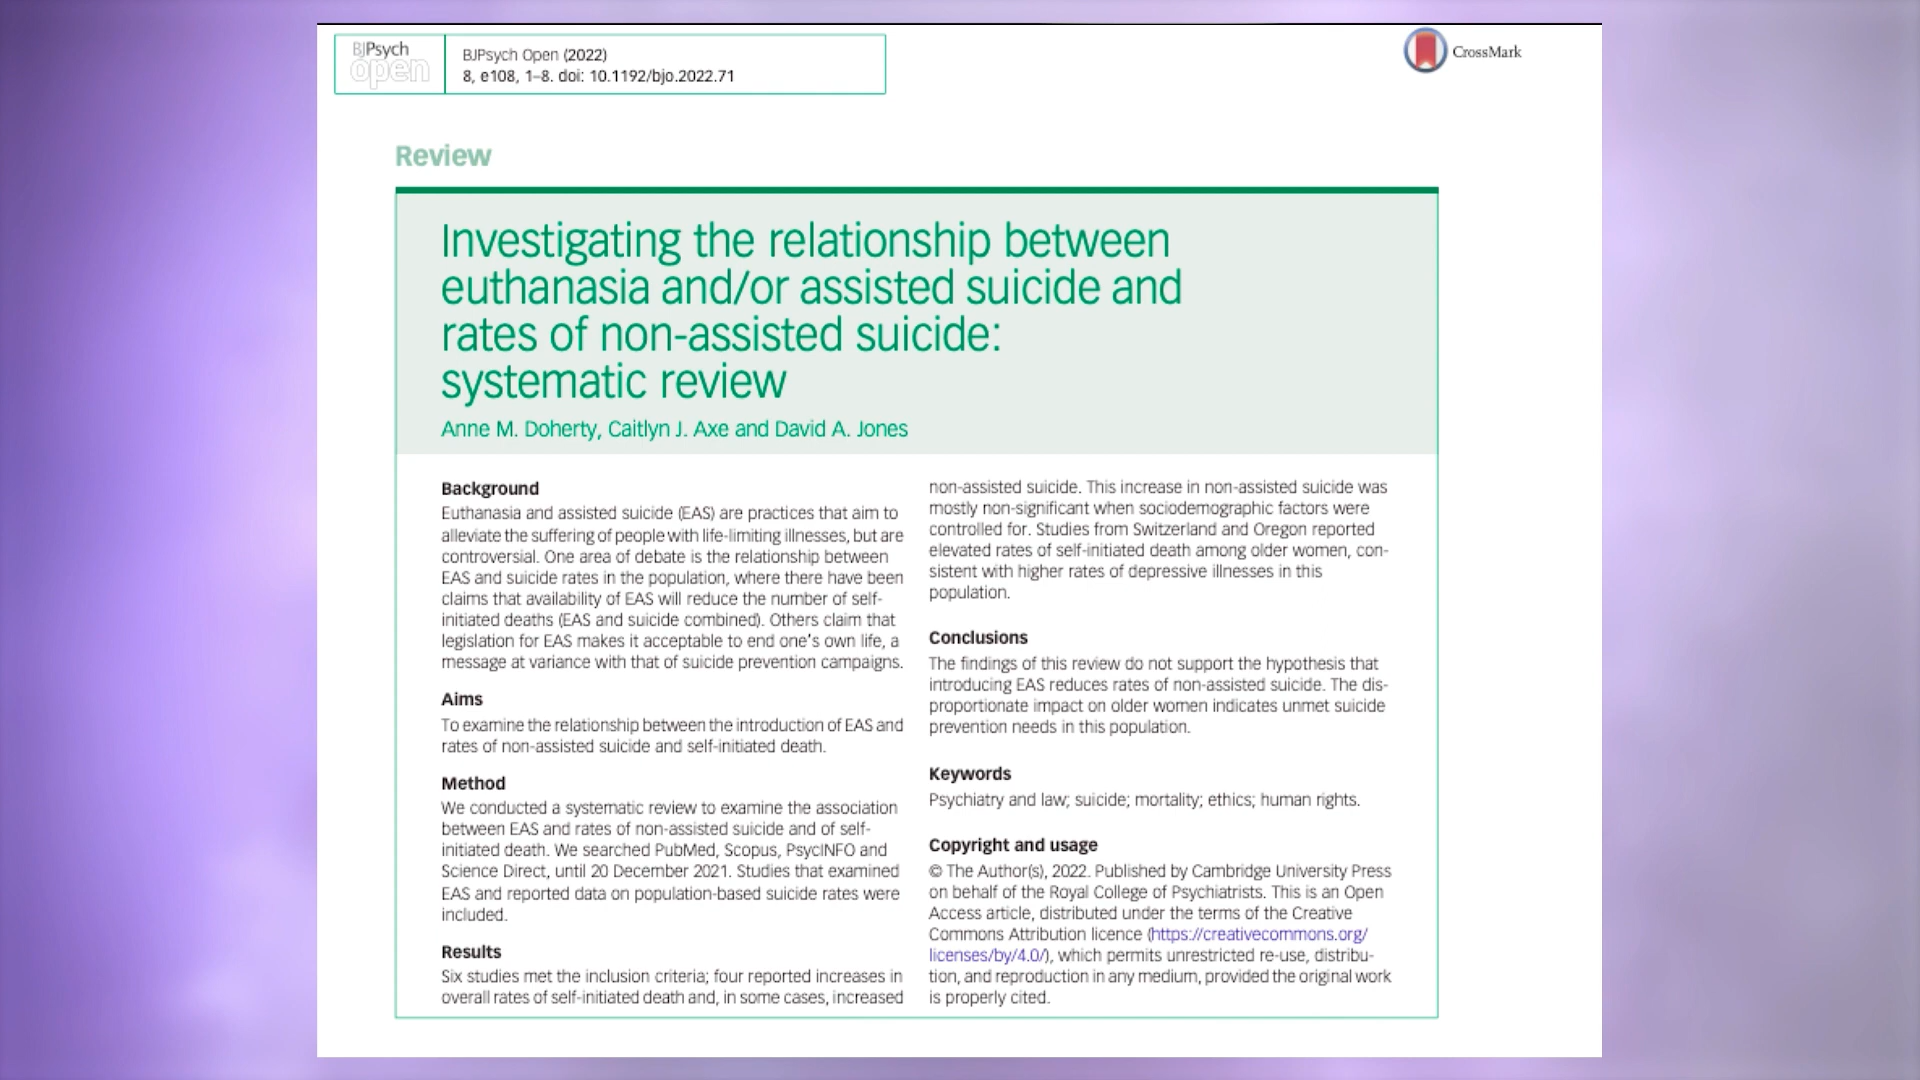 BJPsych
open
BJPsych Open (2022)
8, e108, 1–8. doi: 10.1192/bjo.2022.71
CrossMark
Review
Investigating the relationship between
euthanasia and/or assisted suicide and
rates of non-assisted suicide:
systematic review
Anne M. Doherty, Caitlyn J. Axe and David A. Jones
Background
Euthanasia and assisted suicide (EAS) are practices that aim to
alleviate the suffering of people with life-limiting illnesses, but are
controversial. One area of debate is the relationship between
EAS and suicide rates in the population, where there have been
claims that availability of EAS will reduce the number of self-
initiated deaths (EAS and suicide combined). Others claim that
legislation for EAS makes it acceptable to end one's own life, a
message at variance with that of suicide prevention campaigns.
Aims
To examine the relationship between the introduction of EAS and
rates of non-assisted suicide and self-initiated death.
Method
We conducted a systematic review to examine the association
between EAS and rates of non-assisted suicide and of self-
initiated death. We searched PubMed, Scopus, PsycINFO and
Science Direct, until 20 December 2021. Studies that examined
EAS and reported data on population-based suicide rates were
included.
Results
Six studies met the inclusion criteria; four reported increases in
overall rates of self-initiated death and, in some cases, increased
non-assisted suicide. This increase in non-assisted suicide was
mostly non-significant when sociodemographic factors were
controlled for. Studies from Switzerland and Oregon reported
elevated rates of self-initiated death among older women, con-
sistent with higher rates of depressive illnesses in this
population.
Conclusions
The findings of this review do not support the hypothesis that
introducing EAS reduces rates of non-assisted suicide. The dis-
proportionate impact on older women indicates unmet suicide
prevention needs in this population.
Keywords
Psychiatry and law; suicide; mortality; ethics; human rights.
Copyright and usage
© The Author(s), 2022. Published by Cambridge University Press
on behalf of the Royal College of Psychiatrists. This is an Open
Access article, distributed under the terms of the Creative
Commons Attribution licence (https://creativecommons.org/
licenses/by/4.0/), which permits unrestricted re-use, distribu-
tion, and reproduction in any medium, provided the original work
is properly cited.